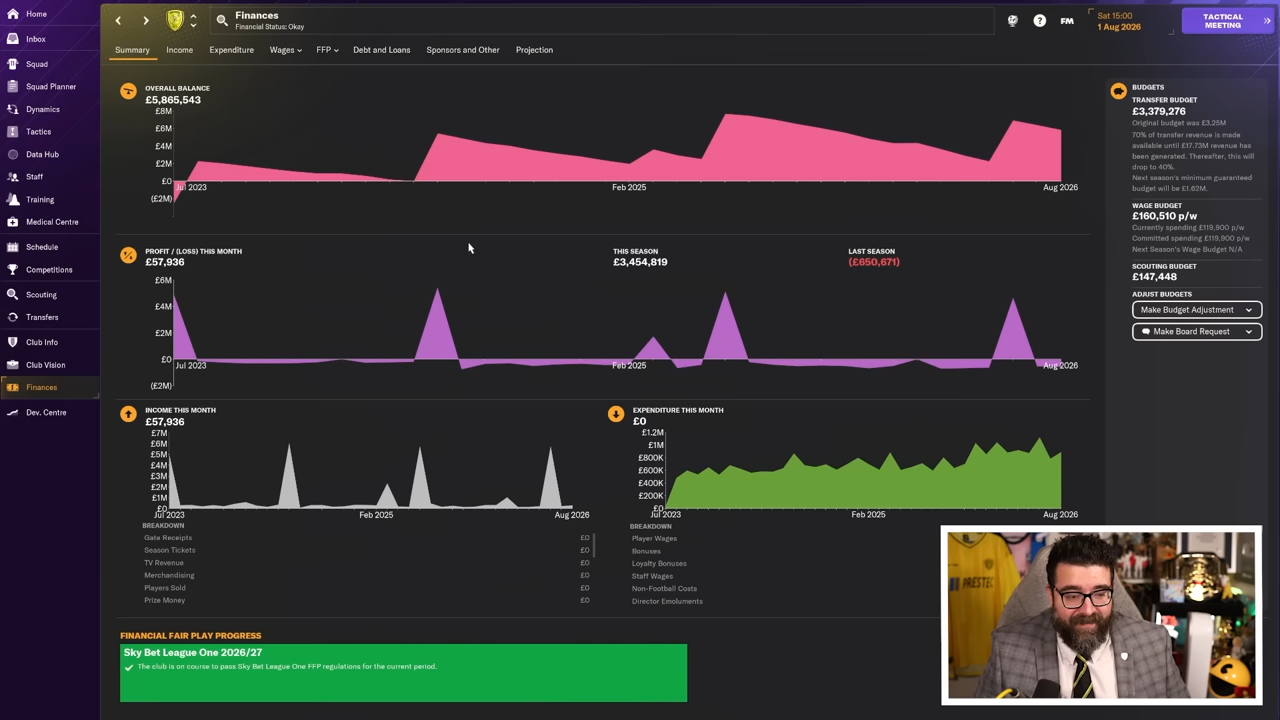 Home
Inbox
Squad
Squad Planner
Dynamics
Tactics
Data Hub
Staff
Training
Medical Centre
Schedule
Competitions
Scouting
Transfers
Club Info
Club Vision
Finances
Dev. Centre
Finances
Financial Status: Okay
?
FM
Sat 15:00
1 Aug 2026
TACTICAL
MEETING
Summary Income Expenditure Wages FFP Debt and Loans Sponsors and Other Projection
OVERALL BALANCE
£5,865,543
£8M
£6M
£4M
£2M
£0
(£2M)
Jul 2023 Feb 2025 Aug 2026
PROFIT / (LOSS) THIS MONTH
£57,936
THIS SEASON
£3,454,819
LAST SEASON
(£650,671)
£6M
£4M
£2M
£0
(£2M)
Jul 2023 Feb 2025 Aug 2026
INCOME THIS MONTH
£57,936
£7M
£6M
£5M
£4M
£3M
£2M
£1M
£0
Jul 2023 Feb 2025 Aug 2026
BREAKDOWN
Gate Receipts £0
Season Tickets £0
TV Revenue £0
Merchandising £0
Players Sold £0
Prize Money £0
EXPENDITURE THIS MONTH
£0
£1.2M
£1M
£800K
£600K
£400K
£200K
£0
Jul 2023 Feb 2025 Aug 2026
BREAKDOWN
Player Wages
Bonuses
Loyalty Bonuses
Staff Wages
Non-Football Costs
Director Emoluments
FINANCIAL FAIR PLAY PROGRESS
Sky Bet League One 2026/27
The club is on course to pass Sky Bet League One FFP regulations for the current period.
BUDGETS
TRANSFER BUDGET
£3,379,276
Original budget was £3.25M
70% of transfer revenue is made
available until £17.73M revenue has
been generated. Thereafter, this will
drop to 40%.
Next season's minimum guaranteed
budget will be £1.62M.
WAGE BUDGET
£160,510 p/w
Currently spending £119,900 p/w
Committed spending £119,900 p/w
Next Season's Wage Budget N/A
SCOUTING BUDGET
£147,448
ADJUST BUDGETS
Make Budget Adjustment
Make Board Request
PRESTEC